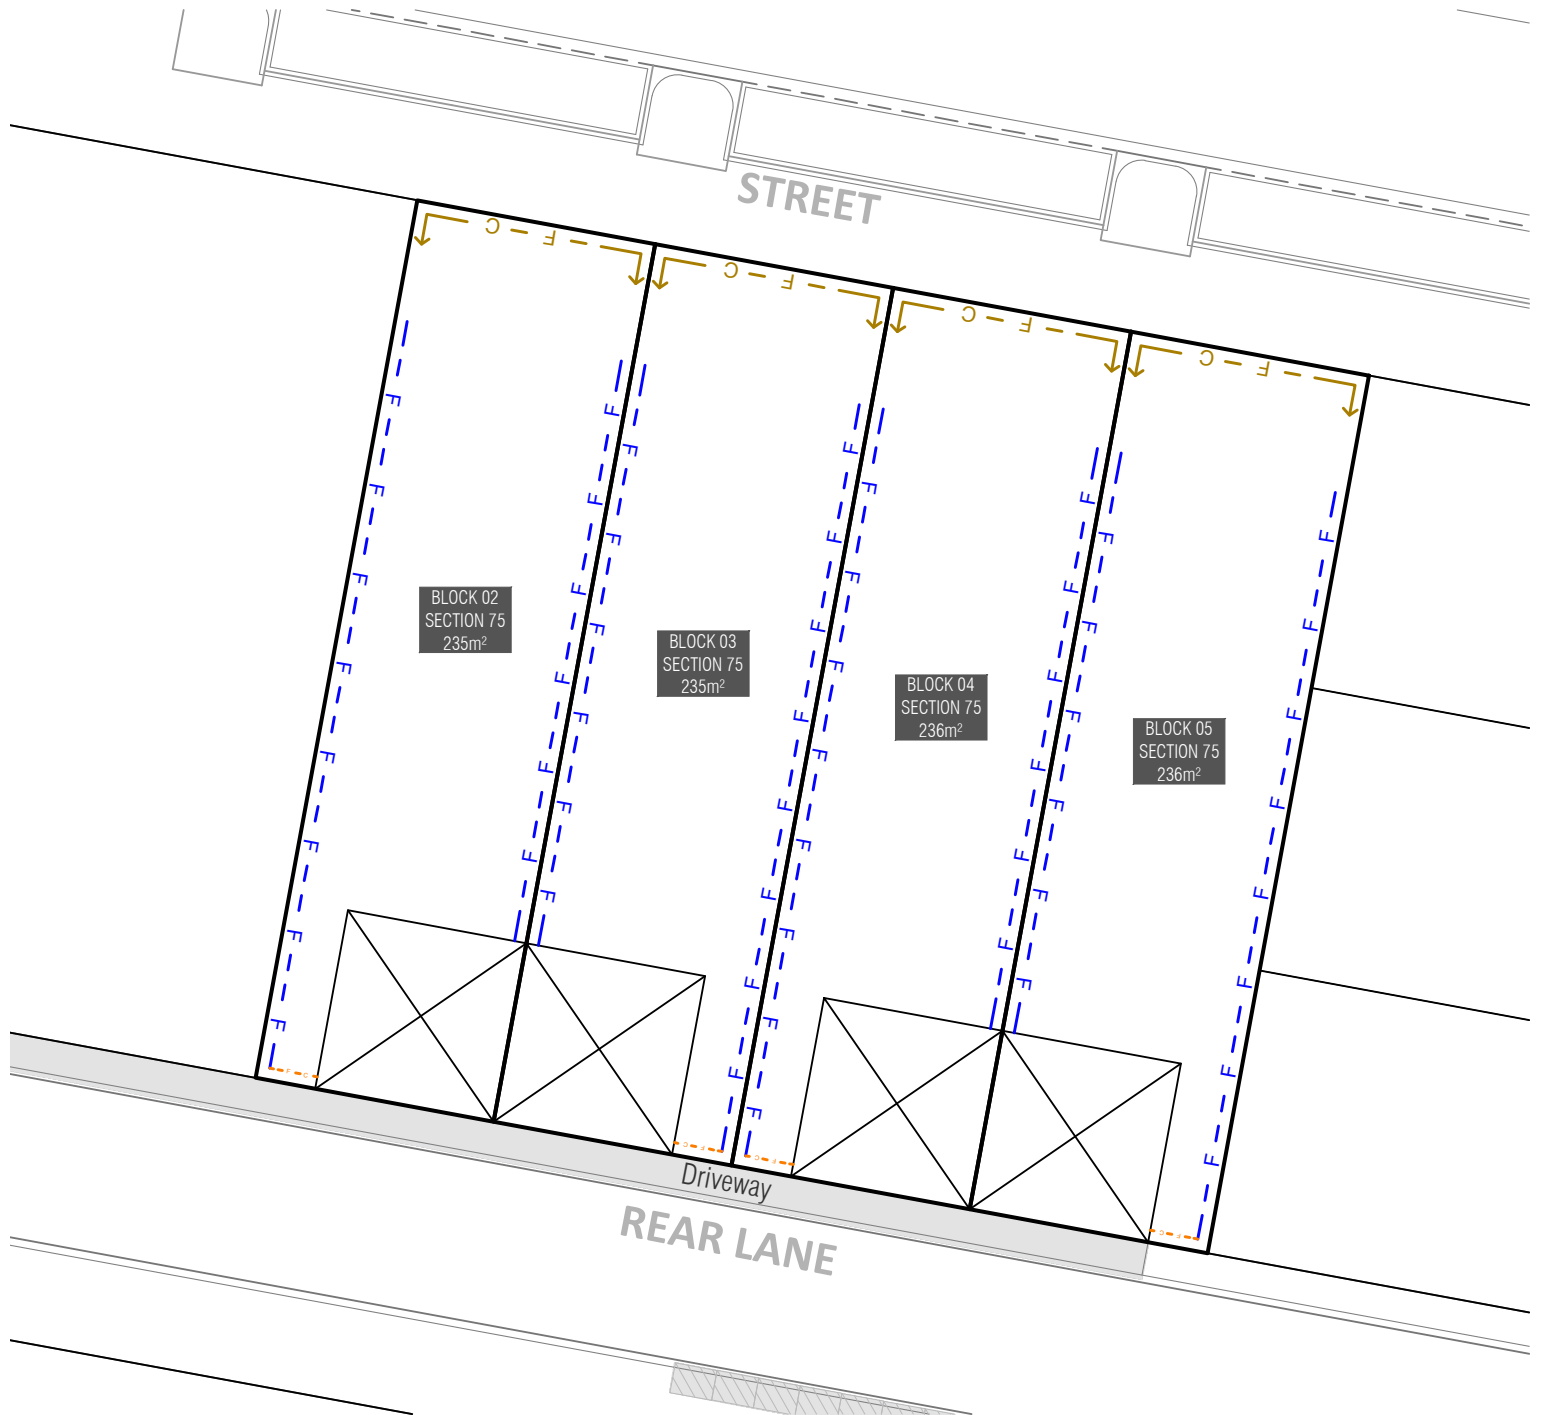 STREET
C F
C F
C F
C F
BLOCK 02
SECTION 75
235m²
BLOCK 03
SECTION 75
235m²
BLOCK 04
SECTION 75
236m²
BLOCK 05
SECTION 75
236m²
F F F F F F F F
F F F F F F
F F F F F F
F F F F F F F F
F F F F F F F F
F F F F F F
F F F F F F
F F F F F F F F
F C
C F
C F
C F
Driveway
REAR LANE